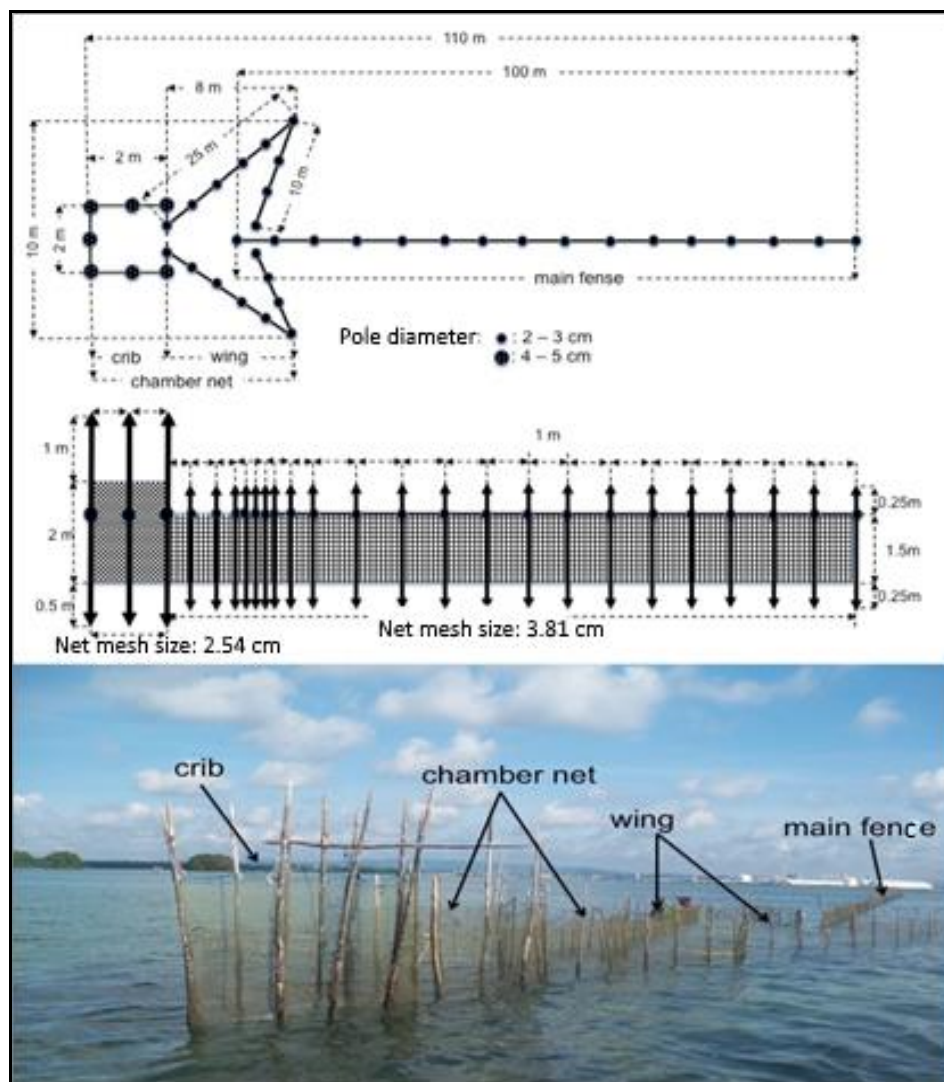 110 m
100 m
8 m
25 m
2 m
10 m
10 m
2 m
main fense
Pole diameter: : 2 – 3 cm
: 4 – 5 cm
crib
wing
chamber net
1 m
1 m
0.25m
2 m
1.5m
0.5 m
0.25m
Net mesh size: 2.54 cm
Net mesh size: 3.81 cm
crib
chamber net
wing
main fence